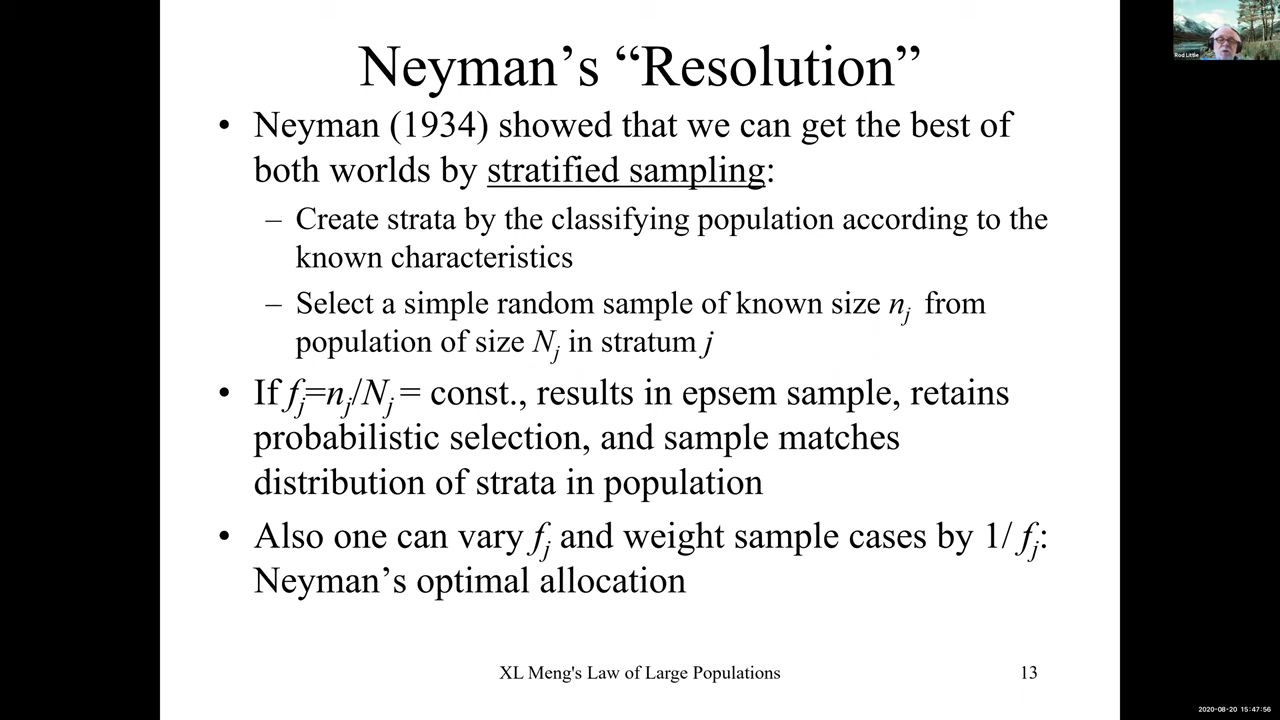 Neyman’s “Resolution”
• Neyman (1934) showed that we can get the best of
both worlds by stratified sampling:
– Create strata by the classifying population according to the
known characteristics
– Select a simple random sample of known size nj from
population of size Nj in stratum j
• If fj=nj/Nj = const., results in epsem sample, retains
probabilistic selection, and sample matches
distribution of strata in population
• Also one can vary fj and weight sample cases by 1/ fj:
Neyman’s optimal allocation
XL Meng's Law of Large Populations
13
Rod Little
2020-08-20 15:47:56